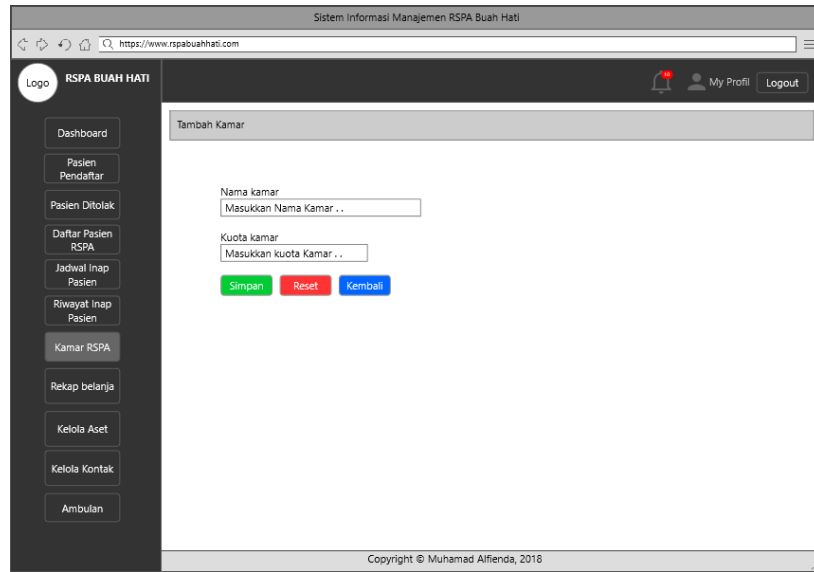 Sistem Informasi Manajemen RSPA Buah Hati
https://www.rspabuahhati.com
Logo
RSPA BUAH HATI
10
My Profil
Logout
Dashboard
Pasien
Pendaftar
Pasien Ditolak
Daftar Pasien
RSPA
Jadwal Inap
Pasien
Riwayat Inap
Pasien
Kamar RSPA
Rekap belanja
Kelola Aset
Kelola Kontak
Ambulan
Tambah Kamar
Nama kamar
Masukkan Nama Kamar . .
Kuota kamar
Masukkan kuota Kamar . .
Simpan
Reset
Kembali
Copyright © Muhamad Alfienda, 2018